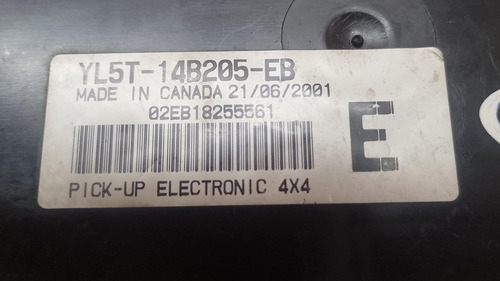 YL5T-14B205-EB
MADE IN CANADA 21/06/2001
02EB18255561
E
PICK-UP ELECTRONIC 4X4